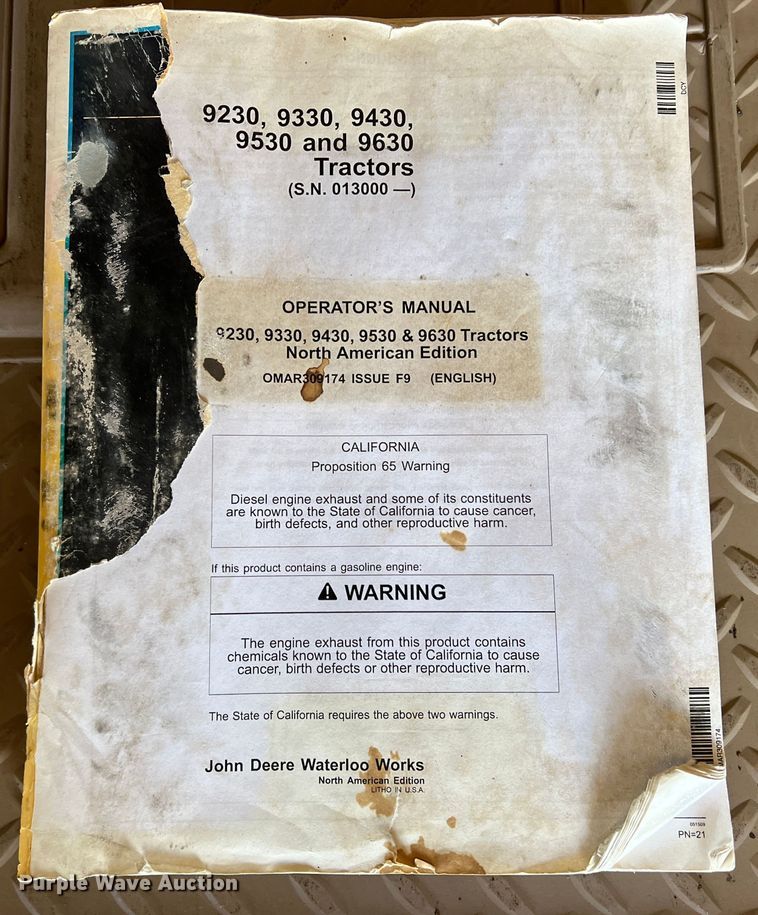 DCY
9230, 9330, 9430,
9530 and 9630
Tractors
(S.N. 013000 —)
OPERATOR'S MANUAL
9230, 9330, 9430, 9530 & 9630 Tractors
North American Edition
OMAR309174 ISSUE F9 (ENGLISH)
CALIFORNIA
Proposition 65 Warning
Diesel engine exhaust and some of its constituents
are known to the State of California to cause cancer,
birth defects, and other reproductive harm.
If this product contains a gasoline engine:
WARNING
The engine exhaust from this product contains
chemicals known to the State of California to cause
cancer, birth defects or other reproductive harm.
The State of California requires the above two warnings.
John Deere Waterloo Works
North American Edition
LITHO IN U.S.A.
MAR309174
051509
PN=21
Purple Wave Auction